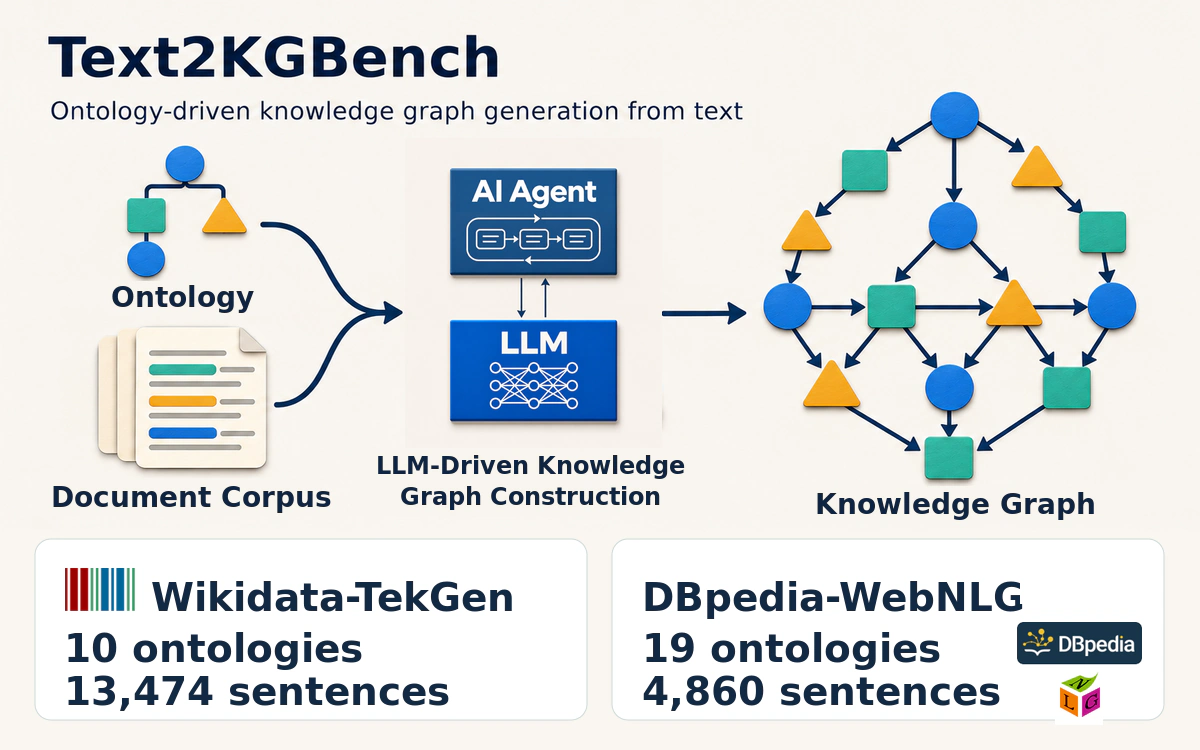 Text2KGBench
Ontology-driven knowledge graph generation from text
AI Agent
LLM
Ontology
Document Corpus
LLM-Driven Knowledge
Graph Construction
Knowledge Graph
Wikidata-TekGen
10 ontologies
13,474 sentences
DBpedia-WebNLG
19 ontologies
4,860 sentences
DBpedia
N
L G